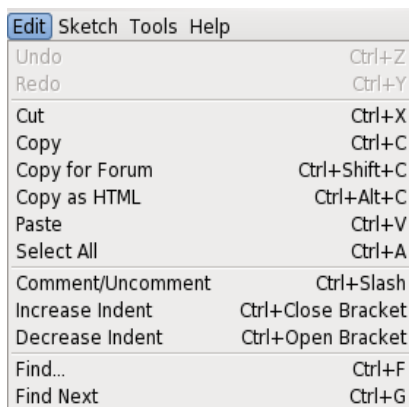 Edit Sketch Tools Help
Undo Ctrl+Z
Redo Ctrl+Y
Cut Ctrl+X
Copy Ctrl+C
Copy for Forum Ctrl+Shift+C
Copy as HTML Ctrl+Alt+C
Paste Ctrl+V
Select All Ctrl+A
Comment/Uncomment Ctrl+Slash
Increase Indent Ctrl+Close Bracket
Decrease Indent Ctrl+Open Bracket
Find... Ctrl+F
Find Next Ctrl+G